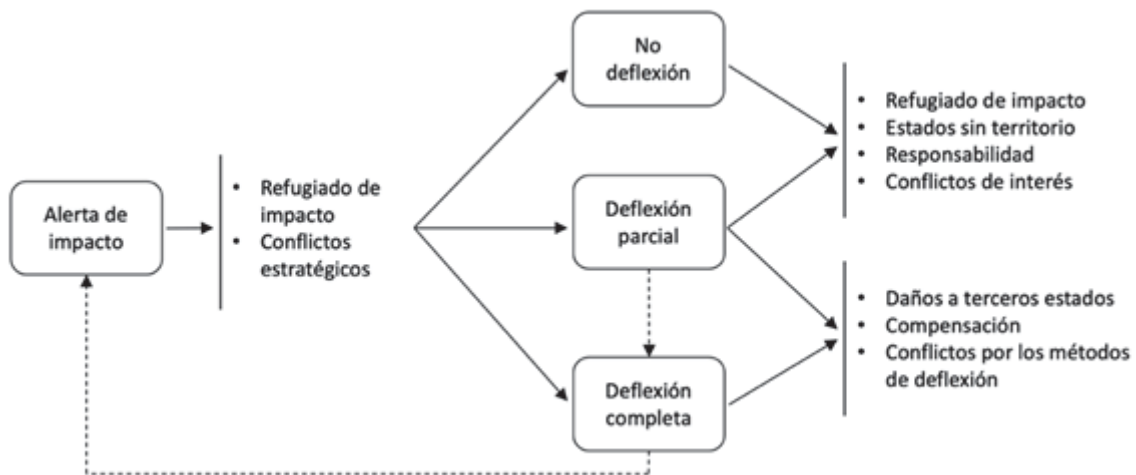 Alerta de
impacto
• Refugiado de
impacto
• Conflictos
estratégicos
No
deflexión
Deflexión
parcial
Deflexión
completa
• Refugiado de impacto
• Estados sin territorio
• Responsabilidad
• Conflictos de interés
• Daños a terceros estados
• Compensación
• Conflictos por los métodos
de deflexión